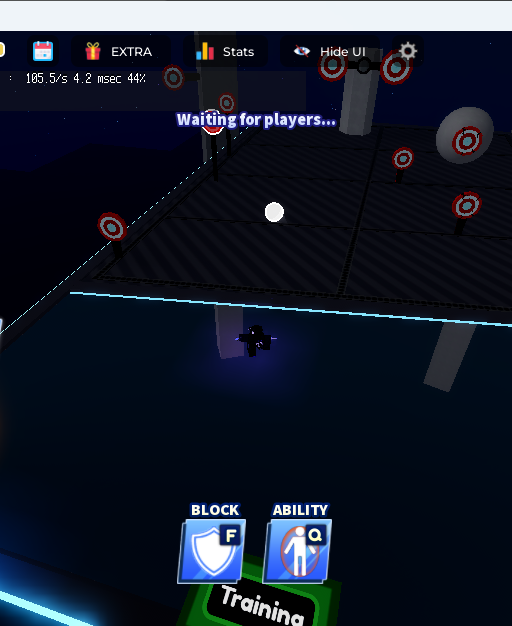 EXTRA
Stats
Hide UI
: 105.5/s 4.2 msec 44%
Waiting for players...
BLOCK
ABILITY
F
Q
Training